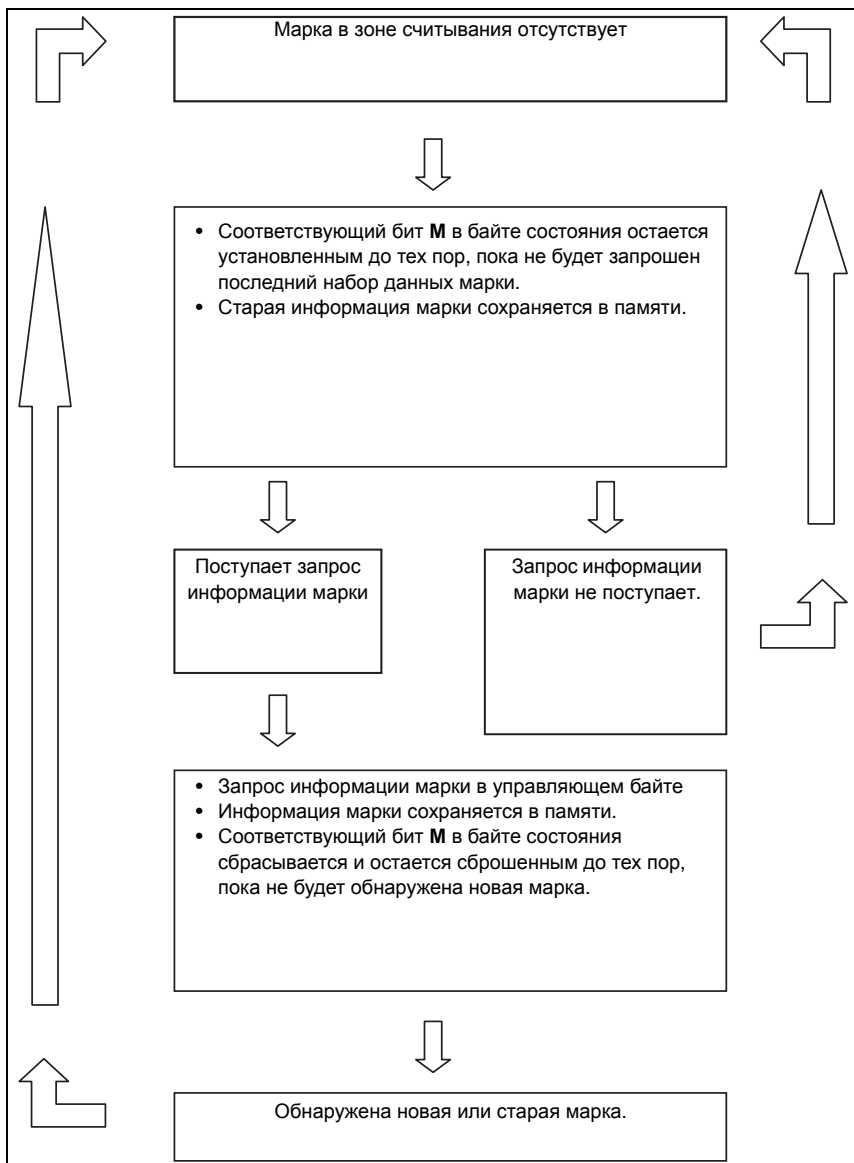 Марка в зоне считывания отсутствует
• Соответствующий бит М в байте состояния остается
установленным до тех пор, пока не будет запрошен
последний набор данных марки.
• Старая информация марки сохраняется в памяти.
Поступает запрос
информации марки
Запрос информации
марки не поступает.
• Запрос информации марки в управляющем байте
• Информация марки сохраняется в памяти.
• Соответствующий бит М в байте состояния
сбрасывается и остается сброшенным до тех пор,
пока не будет обнаружена новая марка.
Обнаружена новая или старая марка.